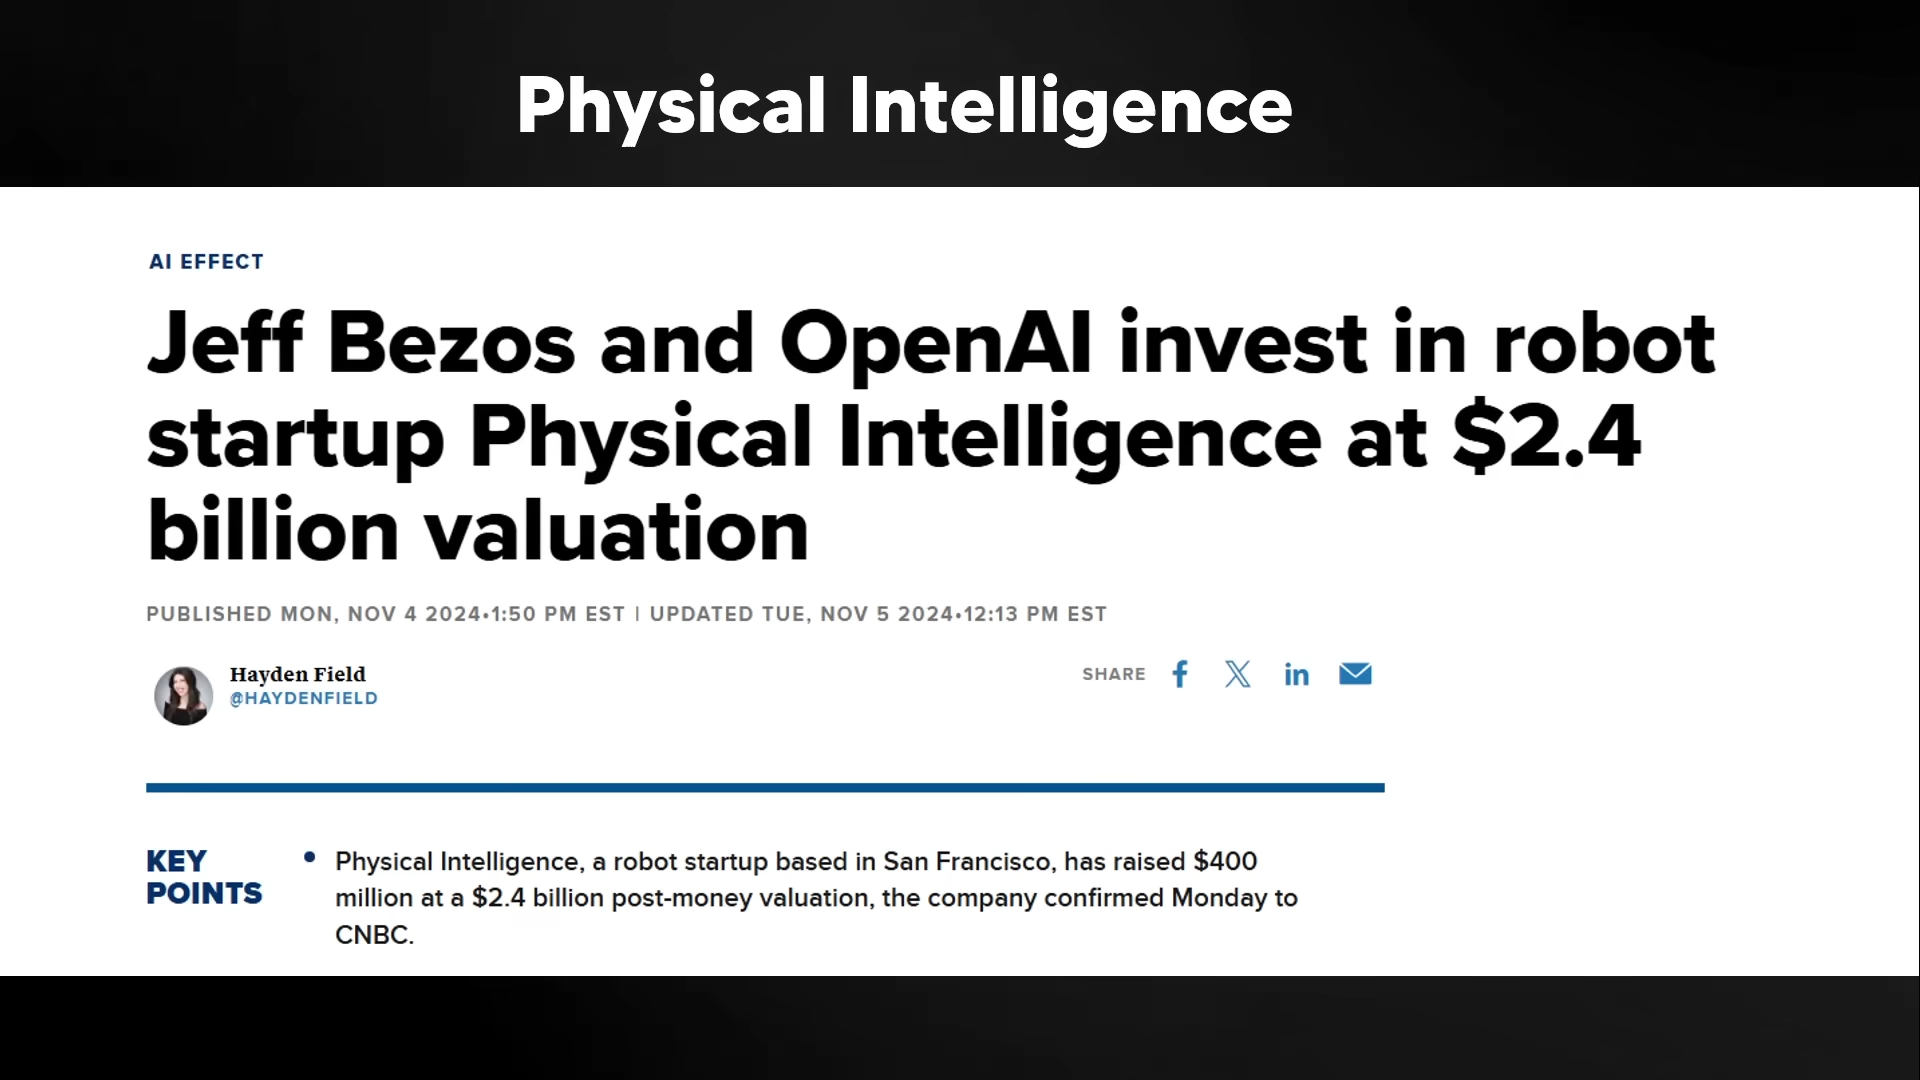 Physical Intelligence
AI EFFECT
Jeff Bezos and OpenAI invest in robot
startup Physical Intelligence at $2.4
billion valuation
PUBLISHED MON, NOV 4 2024•1:50 PM EST | UPDATED TUE, NOV 5 2024•12:13 PM EST
Hayden Field
@HAYDENFIELD
SHARE
KEY
POINTS
• Physical Intelligence, a robot startup based in San Francisco, has raised $400
million at a $2.4 billion post-money valuation, the company confirmed Monday to
CNBC.